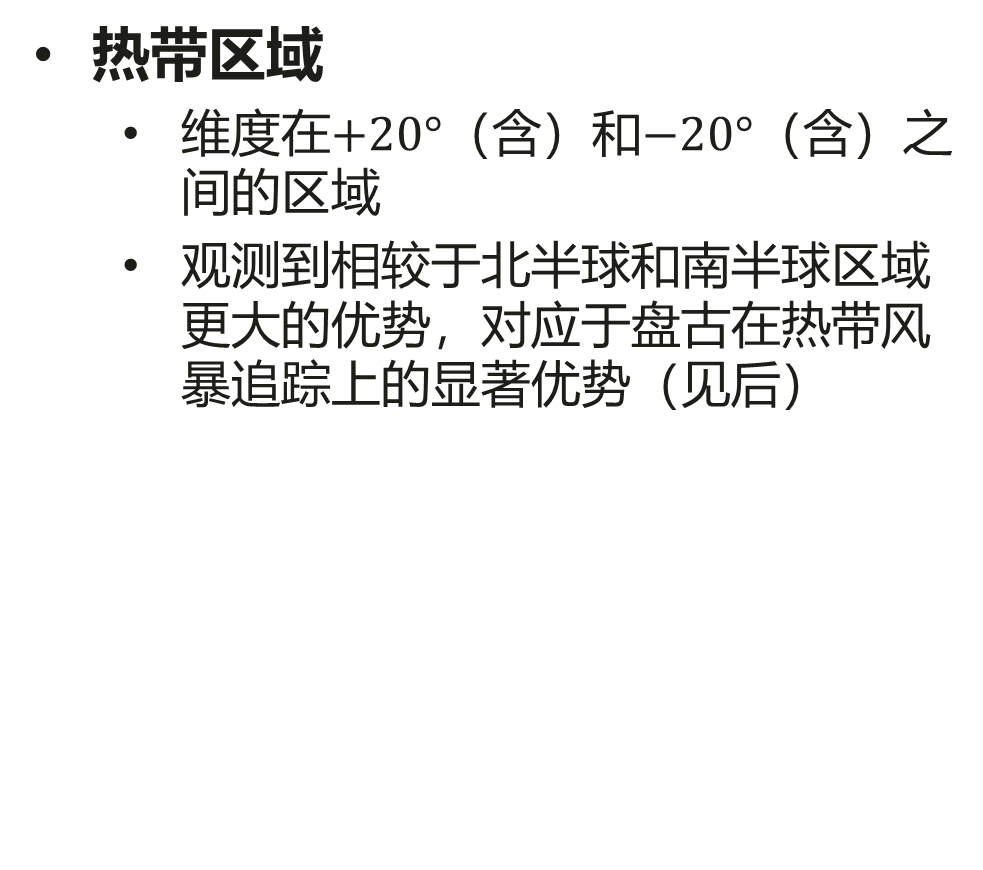 • 热带区域
• 维度在+20°（含）和−20°（含）之
间的区域
• 观测到相较于北半球和南半球区域
更大的优势，对应于盘古在热带风
暴追踪上的显著优势（见后）